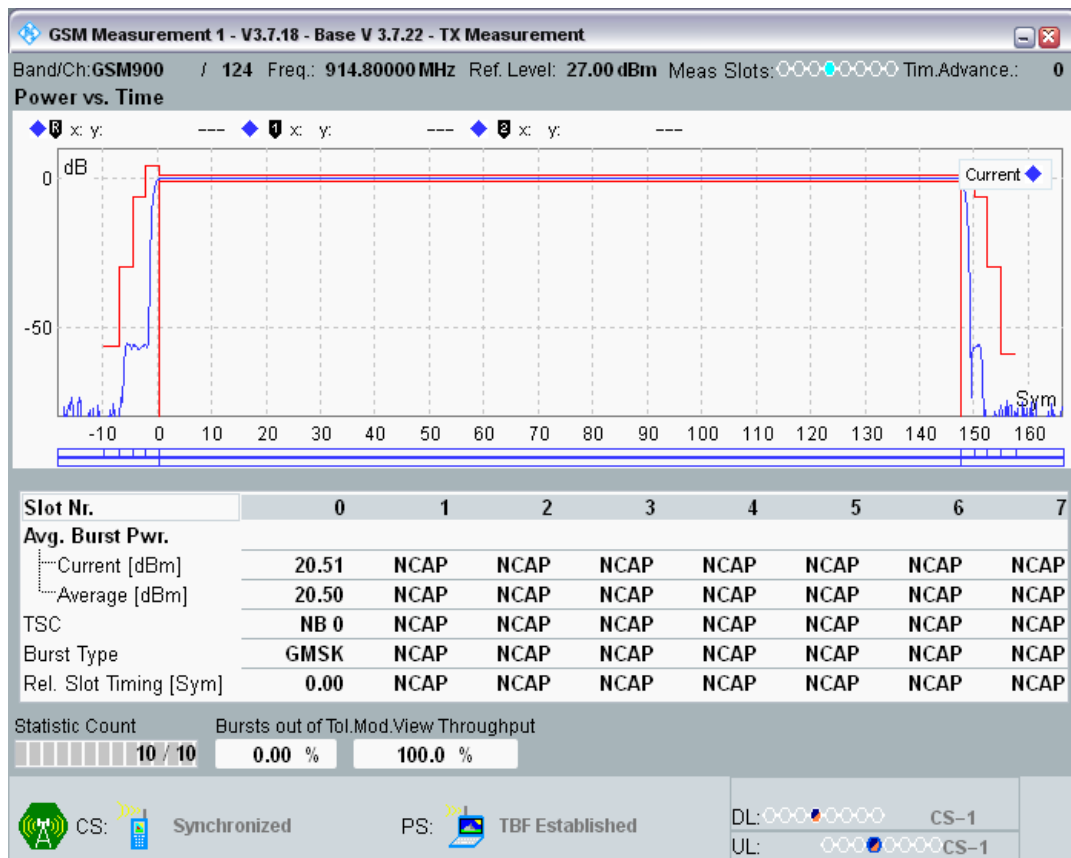 GSM Measurement 1 - V3.7.18 - Base V 3.7.22 - TX Measurement
Band/Ch:GSM900 / 124 Freq.: 914.80000 MHz Ref. Level: 27.00 dBm Meas Slots: Tim.Advance.: 0
Power vs. Time
R x: y: --- 1 x: y: --- 2 x: y: ---
dB
Current
0
-50
Sym
-10 0 10 20 30 40 50 60 70 80 90 100 110 120 130 140 150 160
Slot Nr. 0 1 2 3 4 5 6 7
Avg. Burst Pwr.
Current [dBm] 20.51 NCAP NCAP NCAP NCAP NCAP NCAP NCAP
Average [dBm] 20.50 NCAP NCAP NCAP NCAP NCAP NCAP NCAP
TSC NB 0 NCAP NCAP NCAP NCAP NCAP NCAP NCAP
Burst Type GMSK NCAP NCAP NCAP NCAP NCAP NCAP NCAP
Rel. Slot Timing [Sym] 0.00 NCAP NCAP NCAP NCAP NCAP NCAP NCAP
Statistic Count Bursts out of Tol. Mod.View Throughput
10 / 10 0.00 % 100.0 %
CS: Synchronized PS: TBF Established
DL: CS-1
UL: CS-1